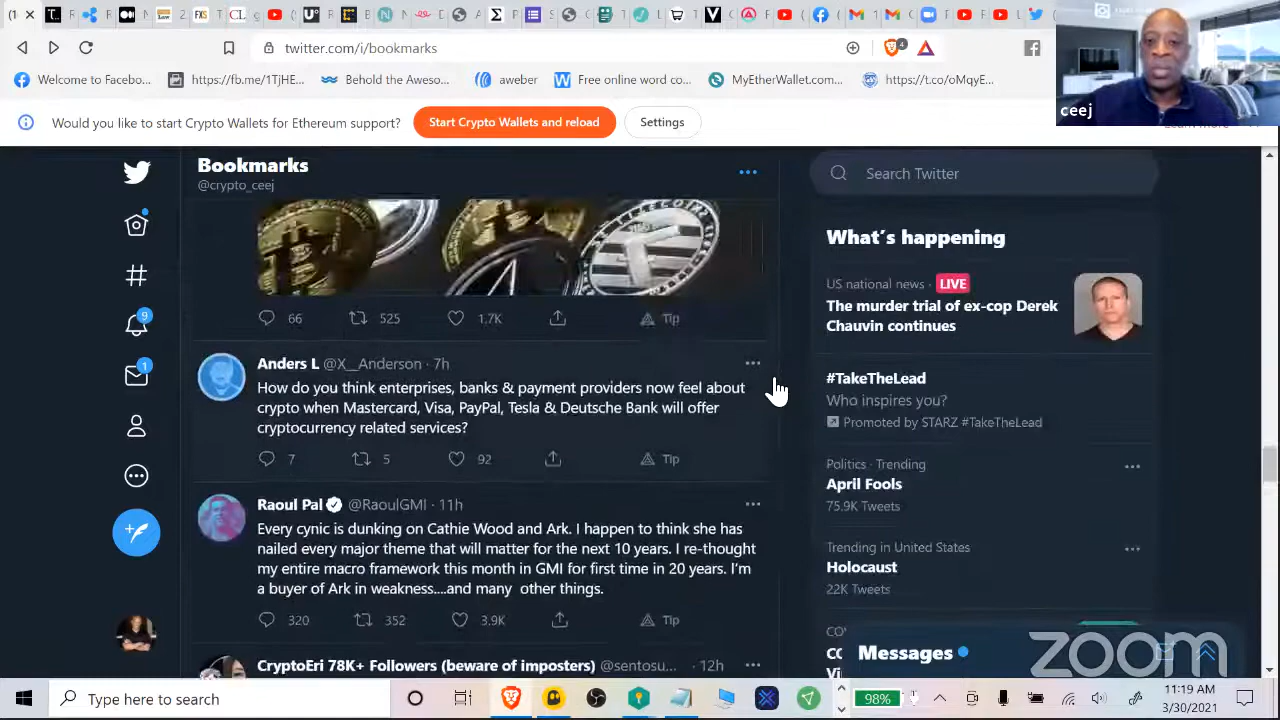 twitter.com/i/bookmarks
4
ceej
Welcome to Facebo...
https://fb.me/1TjHE...
Behold the Aweso...
aweber
Free online word co...
MyEtherWallet.com...
https://t.co/oMqyE...
Would you like to start Crypto Wallets for Ethereum support?
Start Crypto Wallets and reload
Settings
Bookmarks
@crypto_ceej
Search Twitter
66
525
1.7K
Tip
Anders L @X__Anderson · 7h
How do you think enterprises, banks & payment providers now feel about
crypto when Mastercard, Visa, PayPal, Tesla & Deutsche Bank will offer
cryptocurrency related services?
7
5
92
Tip
Raoul Pal @RaoulGMI · 11h
Every cynic is dunking on Cathie Wood and Ark. I happen to think she has
nailed every major theme that will matter for the next 10 years. I re-thought
my entire macro framework this month in GMI for first time in 20 years. I'm
a buyer of Ark in weakness....and many other things.
320
352
3.9K
Tip
CryptoEri 78K+ Followers (beware of imposters) @sentosu... · 12h
9
1
What's happening
US national news · LIVE
The murder trial of ex-cop Derek
Chauvin continues
#TakeTheLead
Who inspires you?
Promoted by STARZ #TakeTheLead
Politics · Trending
April Fools
75.9K Tweets
Trending in United States
Holocaust
22K Tweets
Messages
zoom
Type here to search
98%
11:19 AM
3/30/2021